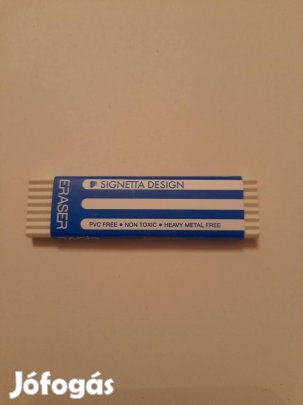 SIGNETTA DESIGN
ERASER
PVC FREE • NON TOXIC • HEAVY METAL FREE
Jófogás